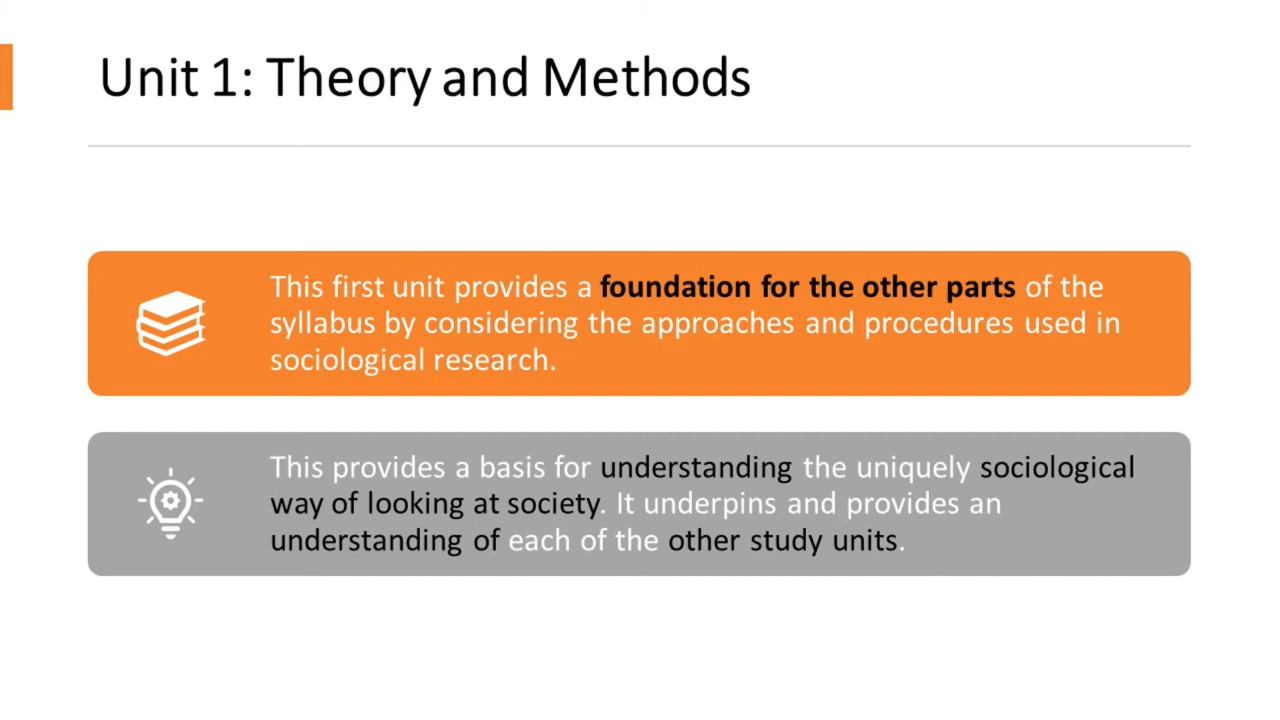 Unit 1: Theory and Methods
This first unit provides a foundation for the other parts of the
syllabus by considering the approaches and procedures used in
sociological research.
This provides a basis for understanding the uniquely sociological
way of looking at society. It underpins and provides an
understanding of each of the other study units.